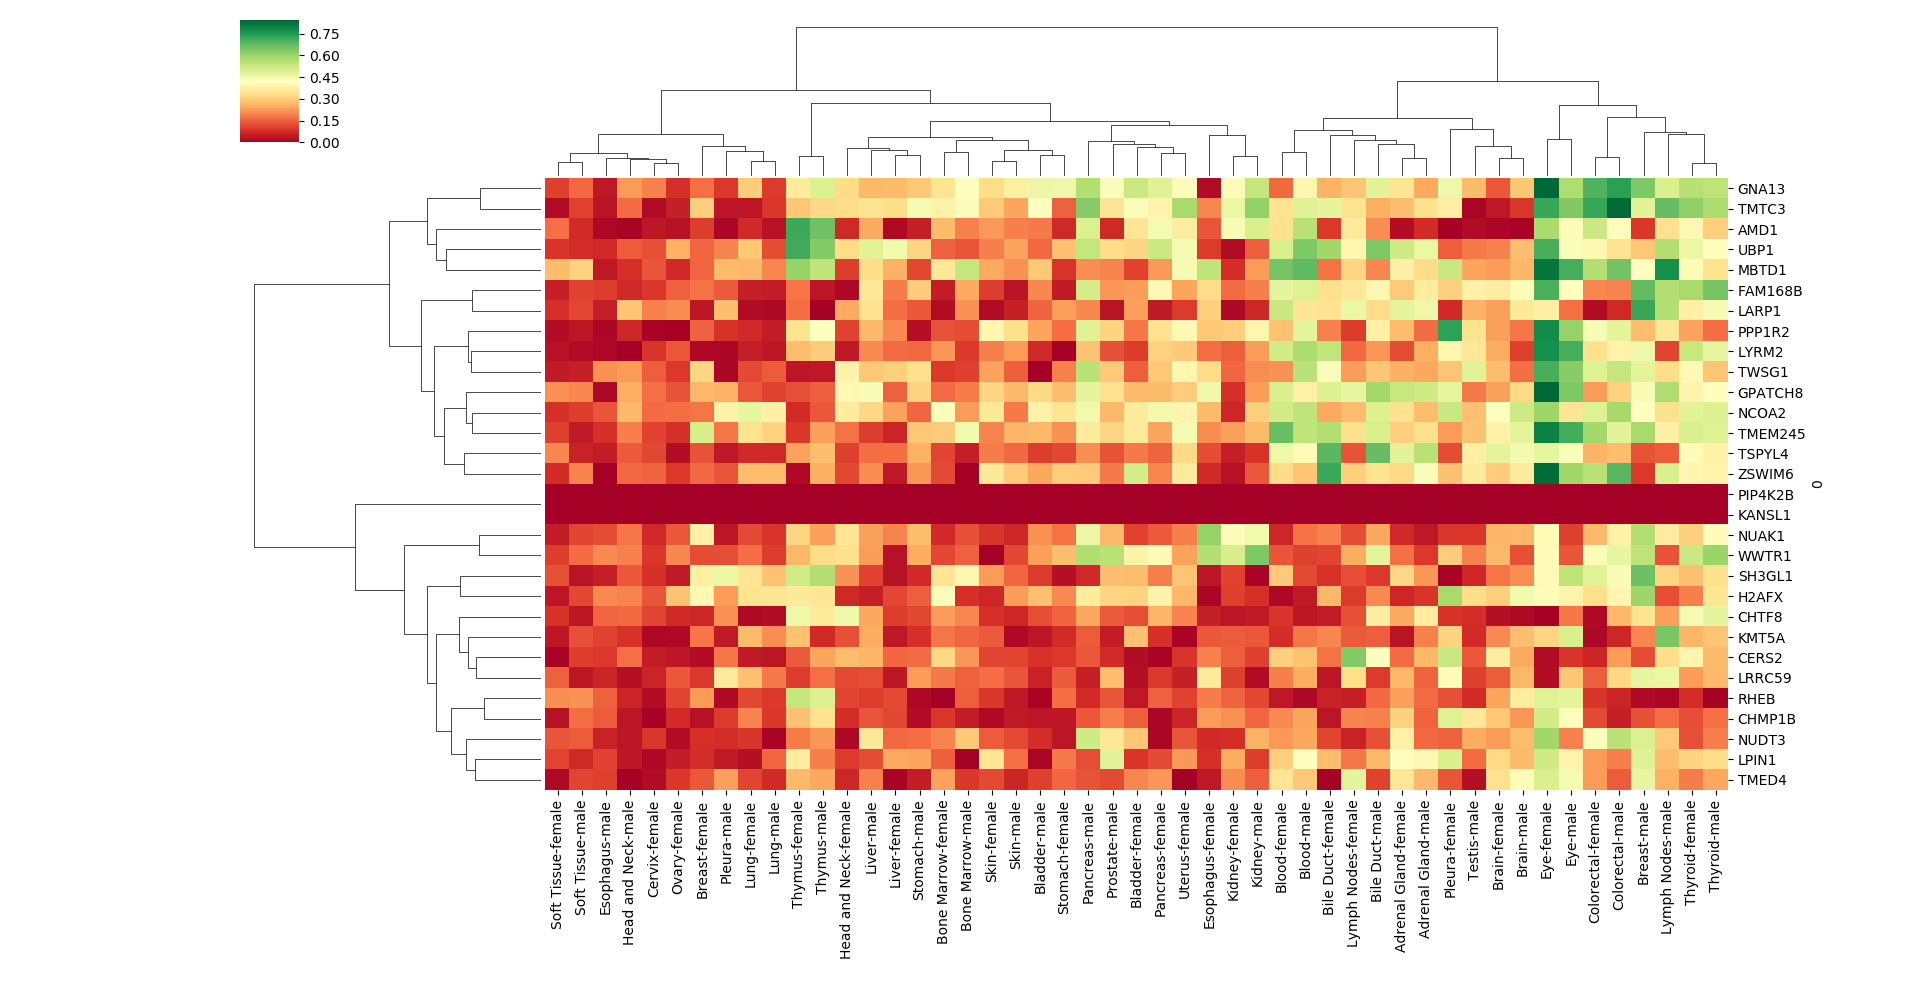 0.75
0.60
0.45
0.30
0.15
0.00
GNA13
TMTC3
AMD1
UBP1
MBTD1
FAM168B
LARP1
PPP1R2
LYRM2
TWSG1
GPATCH8
NCOA2
TMEM245
TSPYL4
ZSWIM6
PIP4K2B
KANSL1
NUAK1
WWTR1
SH3GL1
H2AFX
CHTF8
KMT5A
CERS2
LRRC59
RHEB
CHMP1B
NUDT3
LPIN1
TMED4
0
Soft Tissue-female
Soft Tissue-male
Esophagus-male
Head and Neck-male
Cervix-female
Ovary-female
Breast-female
Pleura-male
Lung-female
Lung-male
Thymus-female
Thymus-male
Head and Neck-female
Liver-male
Liver-female
Stomach-male
Bone Marrow-female
Bone Marrow-male
Skin-female
Skin-male
Bladder-male
Stomach-female
Pancreas-male
Prostate-male
Bladder-female
Pancreas-female
Uterus-female
Esophagus-female
Kidney-female
Kidney-male
Blood-female
Blood-male
Bile Duct-female
Lymph Nodes-female
Bile Duct-male
Adrenal Gland-female
Adrenal Gland-male
Pleura-female
Testis-male
Brain-female
Brain-male
Eye-female
Eye-male
Colorectal-female
Colorectal-male
Breast-male
Lymph Nodes-male
Thyroid-female
Thyroid-male